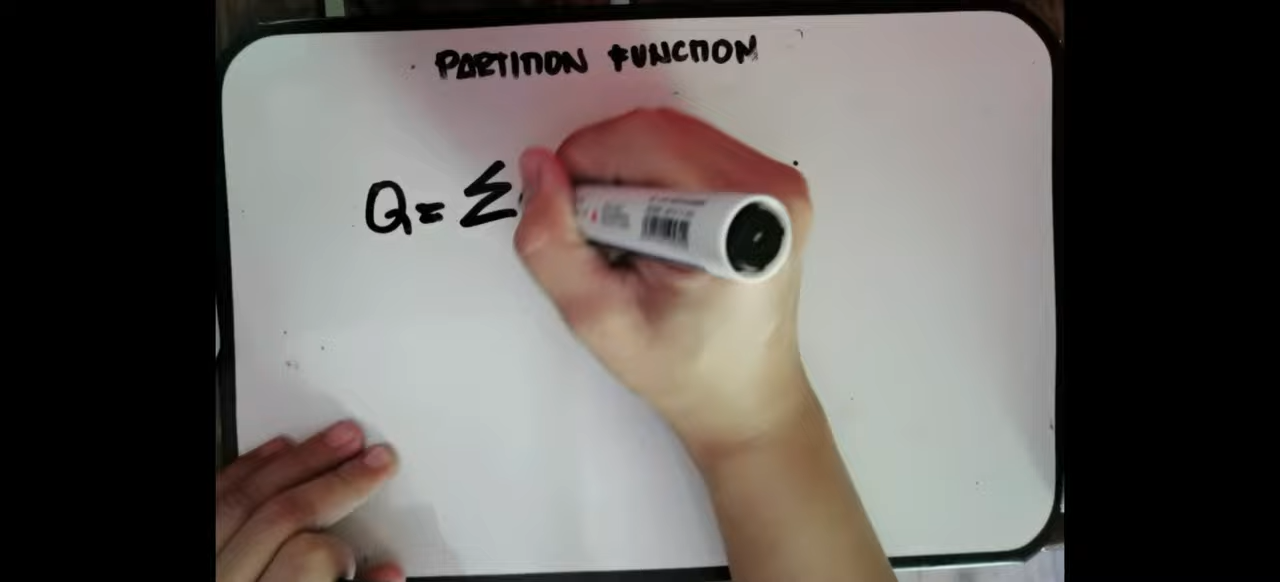 PARTITION FUNCTION
Q = Σ